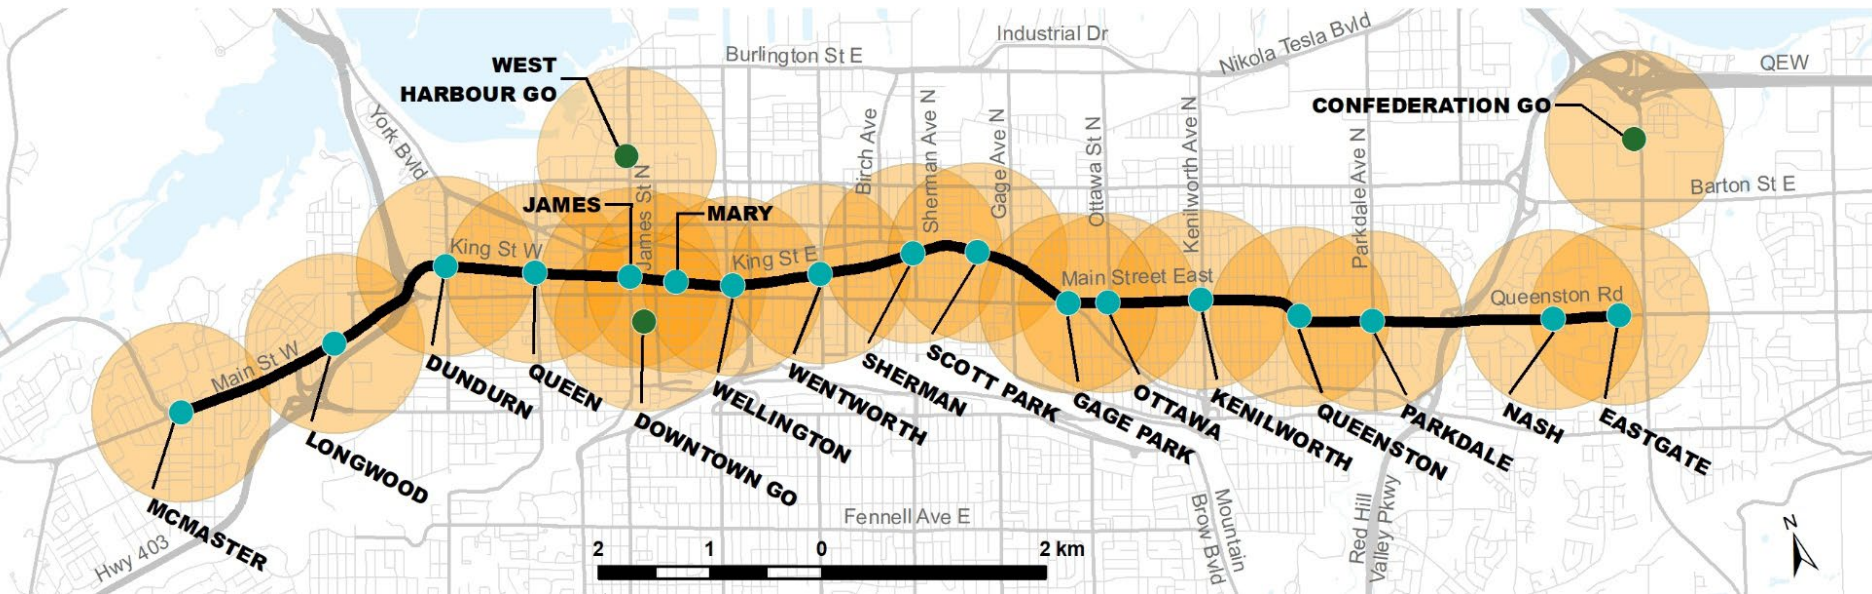 WEST
HARBOUR GO
Burlington St E
Industrial Dr
Nikola Tesla Bvld
QEW
CONFEDERATION GO
York Bvld
Birch Ave
Sherman Ave N
Gage Ave N
Ottawa St N
Kenilworth Ave N
Parkdale Ave N
Barton St E
JAMES
James St N
MARY
King St W
King St E
Main Street East
Queenston Rd
Main St W
MCMASTER
LONGWOOD
DUNDURN
QUEEN
DOWNTOWN GO
WELLINGTON
WENTWORTH
SHERMAN
SCOTT PARK
GAGE PARK
OTTAWA
KENILWORTH
QUEENSTON
PARKDALE
NASH
EASTGATE
Hwy 403
Fennell Ave E
Mountain
Brow Bvld
Red Hill
Valley Pkwy
2 1 0 2 km
N